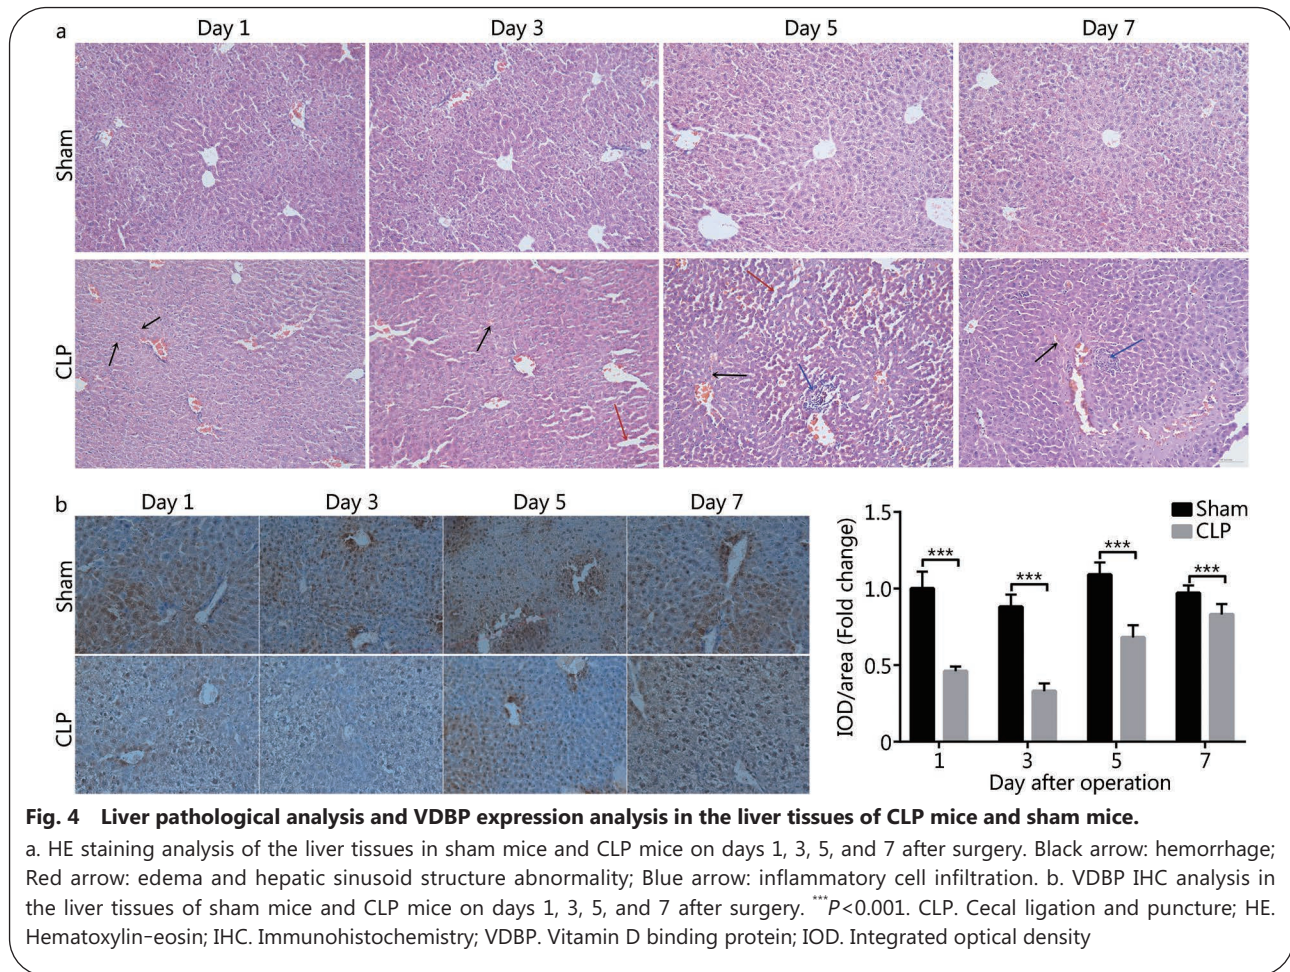 a
Day 1
Day 3
Day 5
Day 7
Sham
CLP
b
Day 1
Day 3
Day 5
Day 7
Sham
CLP
1.5
1.0
0.5
0
IOD/area (Fold change)
Sham
CLP
***
***
***
***
1
3
5
7
Day after operation
Fig. 4 Liver pathological analysis and VDBP expression analysis in the liver tissues of CLP mice and sham mice.
a. HE staining analysis of the liver tissues in sham mice and CLP mice on days 1, 3, 5, and 7 after surgery. Black arrow: hemorrhage;
Red arrow: edema and hepatic sinusoid structure abnormality; Blue arrow: inflammatory cell infiltration. b. VDBP IHC analysis in
the liver tissues of sham mice and CLP mice on days 1, 3, 5, and 7 after surgery. ***P<0.001. CLP. Cecal ligation and puncture; HE.
Hematoxylin-eosin; IHC. Immunohistochemistry; VDBP. Vitamin D binding protein; IOD. Integrated optical density